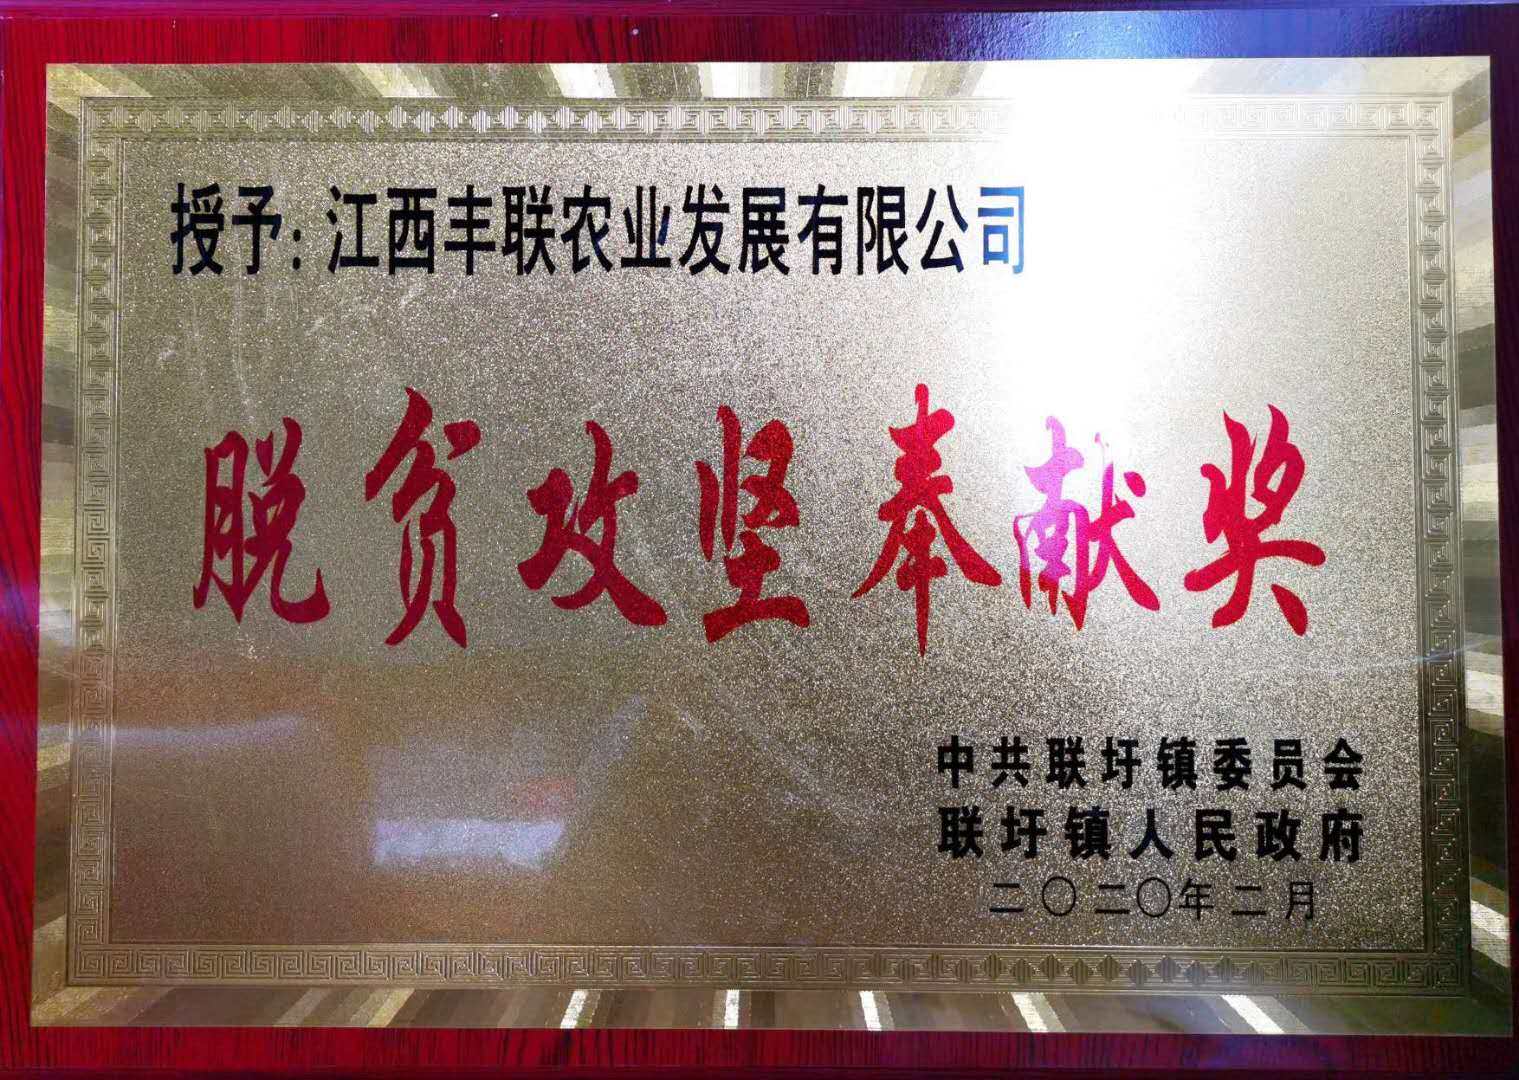 授予：江西丰联农业发展有限公司
脱贫攻坚奉献奖
中共联圩镇委员会
联圩镇人民政府
二〇二〇年二月